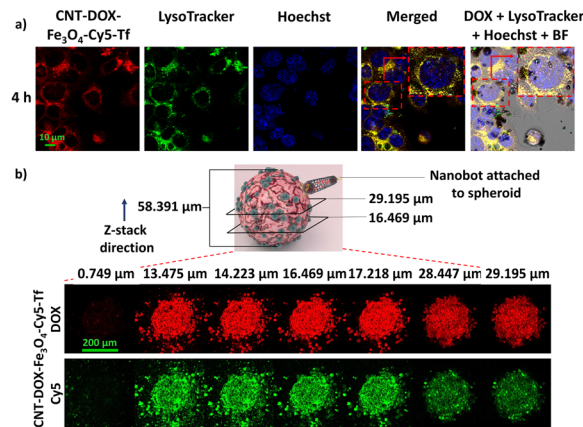 a)
CNT-DOX-
Fe₃O₄-Cy5-Tf
LysoTracker
Hoechst
Merged
DOX + LysoTracker
+ Hoechst + BF
4 h
10 μm
b)
Nanobot attached
to spheroid
58.391 μm
29.195 μm
16.469 μm
Z-stack
direction
0.749 μm 13.475 μm 14.223 μm 16.469 μm 17.218 μm 28.447 μm 29.195 μm
CNT-DOX-Fe₃O₄-Cy5-Tf
DOX
200 μm
Cy5